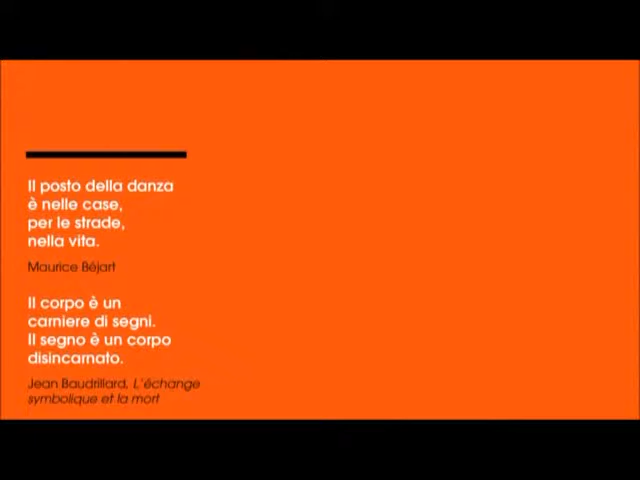 Il posto della danza
è nelle case,
per le strade,
nella vita.
Maurice Béjart
Il corpo è un
carniere di segni.
Il segno è un corpo
disincarnato.
Jean Baudrillard, L'échange
symbolique et la mort